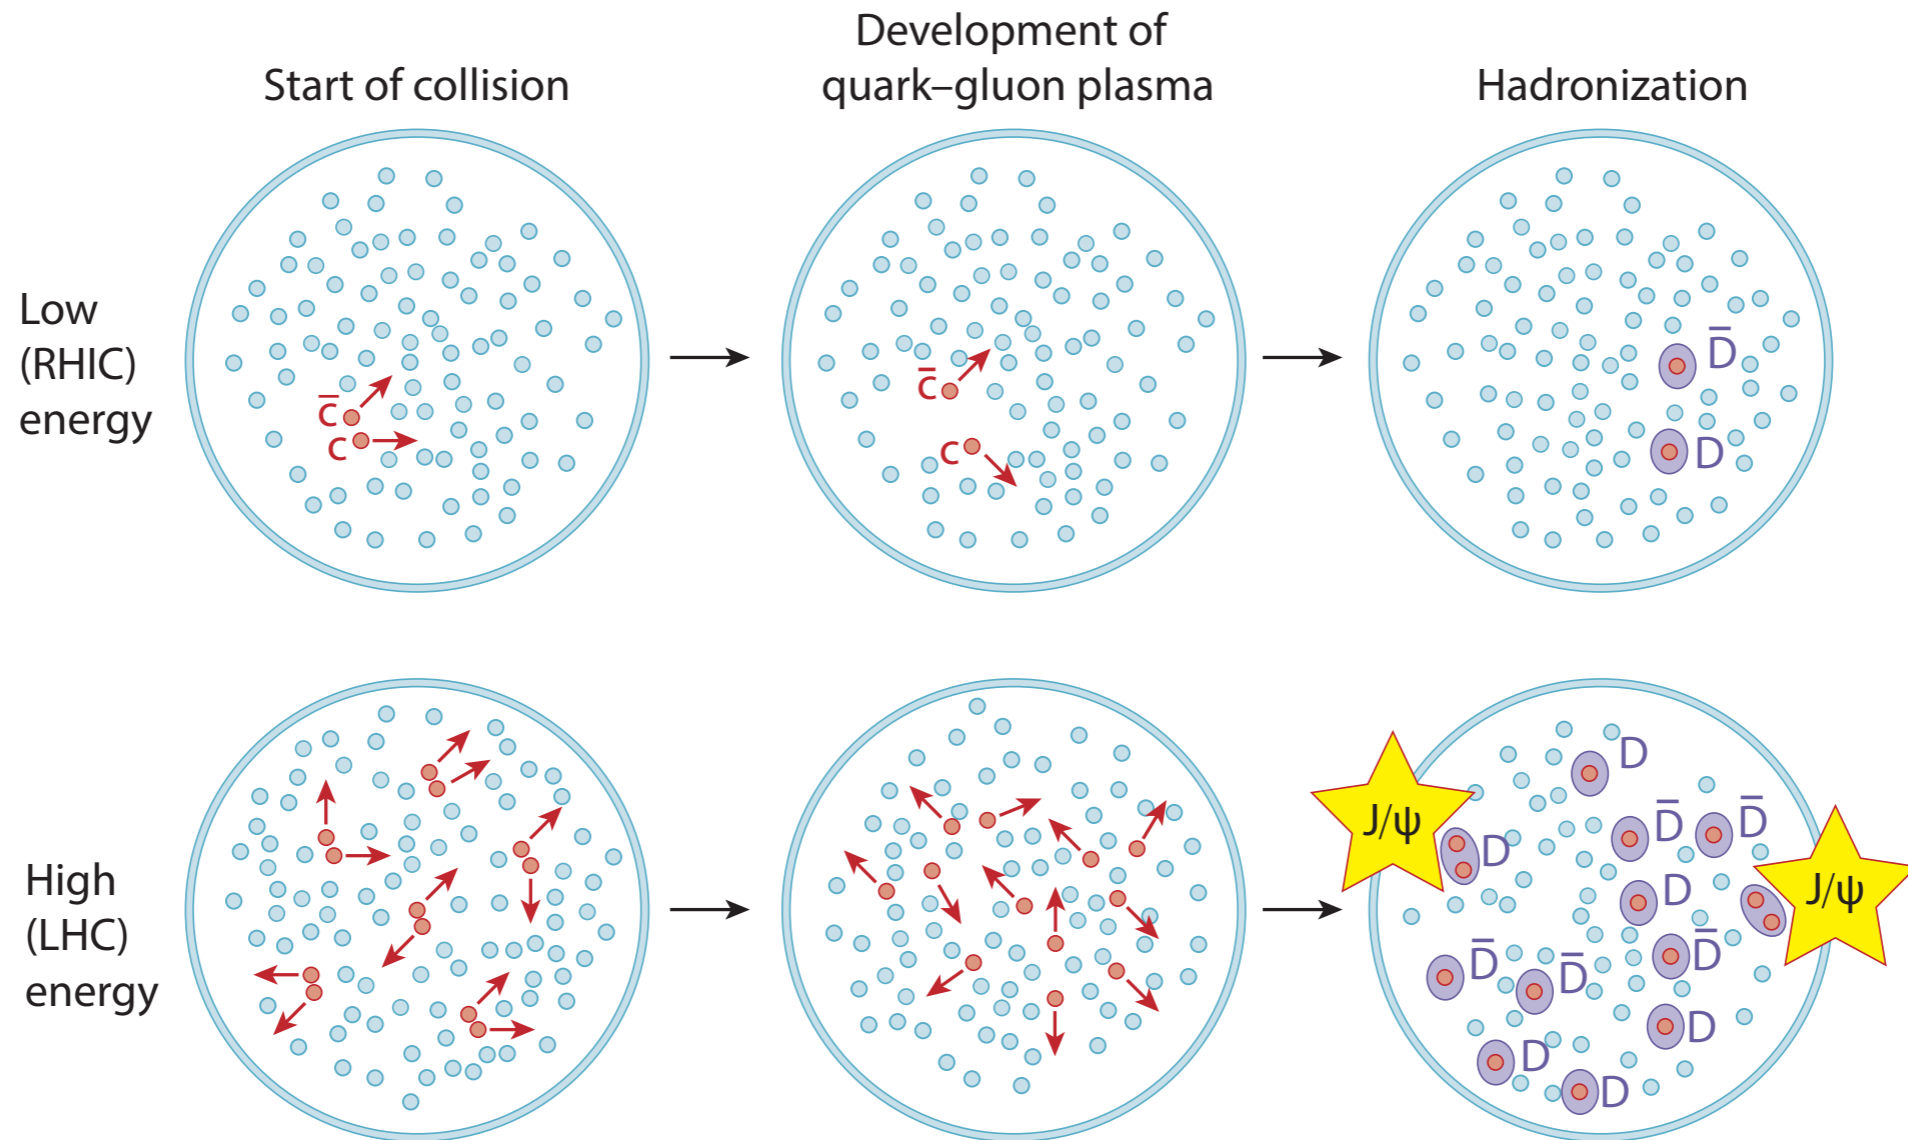 Start of collision
Development of
quark–gluon plasma
Hadronization
Low
(RHIC)
energy
c̅
c
c̅
c
D̅
D
High
(LHC)
energy
J/ψ
D
D
D̅
D̅
D
J/ψ
D̅
D̅
D̅
D
D
D